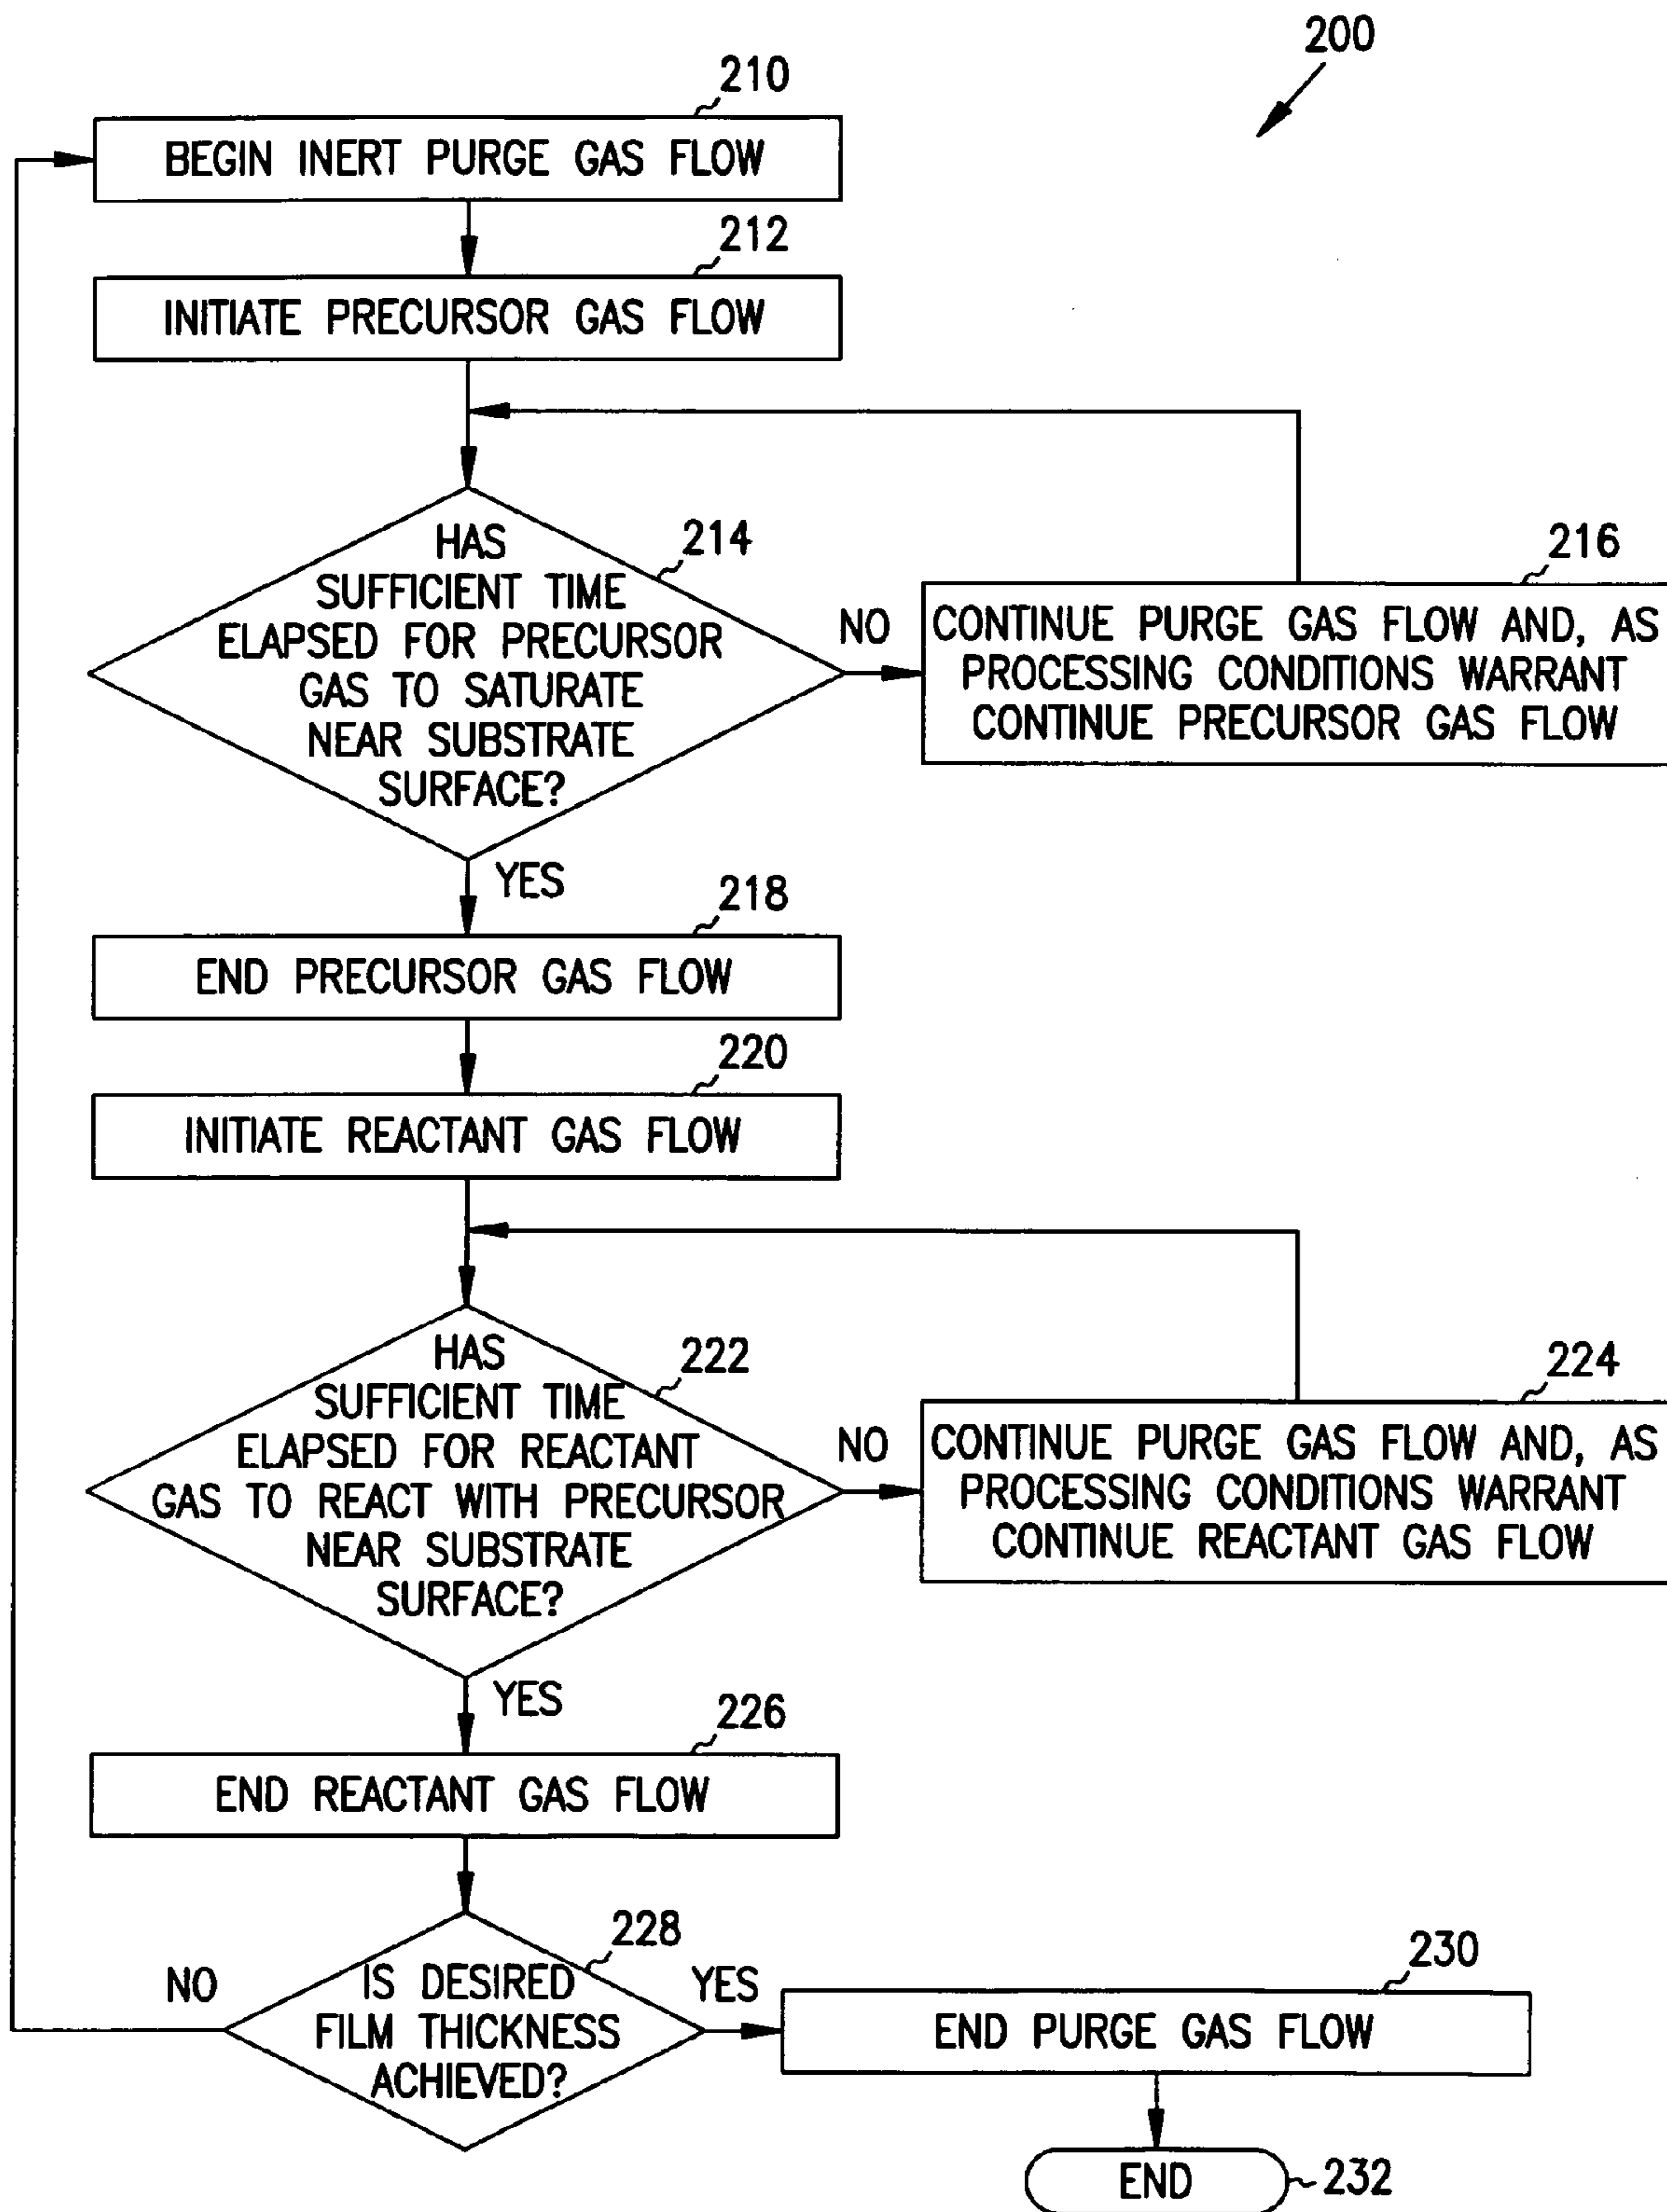 200
210
BEGIN INERT PURGE GAS FLOW
212
INITIATE PRECURSOR GAS FLOW
214
HAS
SUFFICIENT TIME
ELAPSED FOR PRECURSOR
GAS TO SATURATE
NEAR SUBSTRATE
SURFACE?
NO
216
CONTINUE PURGE GAS FLOW AND, AS
PROCESSING CONDITIONS WARRANT
CONTINUE PRECURSOR GAS FLOW
YES
218
END PRECURSOR GAS FLOW
220
INITIATE REACTANT GAS FLOW
222
HAS
SUFFICIENT TIME
ELAPSED FOR REACTANT
GAS TO REACT WITH PRECURSOR
NEAR SUBSTRATE
SURFACE?
NO
224
CONTINUE PURGE GAS FLOW AND, AS
PROCESSING CONDITIONS WARRANT
CONTINUE REACTANT GAS FLOW
YES
226
END REACTANT GAS FLOW
228
IS DESIRED
FILM THICKNESS
ACHIEVED?
NO
YES
230
END PURGE GAS FLOW
END
232